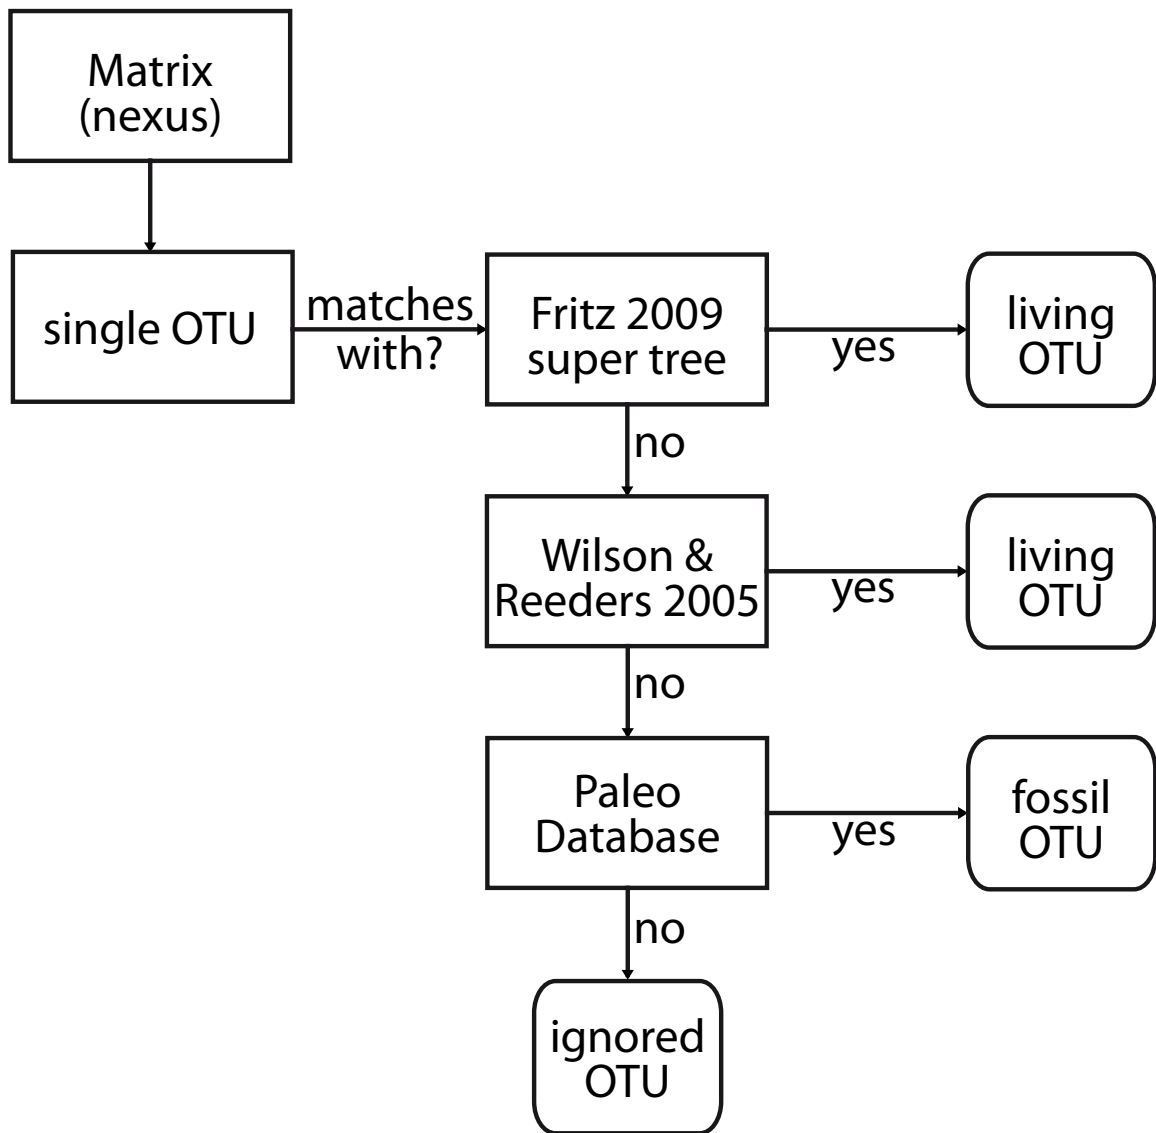 Matrix
(nexus)
single OTU
matches
with?
Fritz 2009
super tree
yes
living
OTU
no
Wilson &
Reeders 2005
yes
living
OTU
no
Paleo
Database
yes
fossil
OTU
no
ignored
OTU